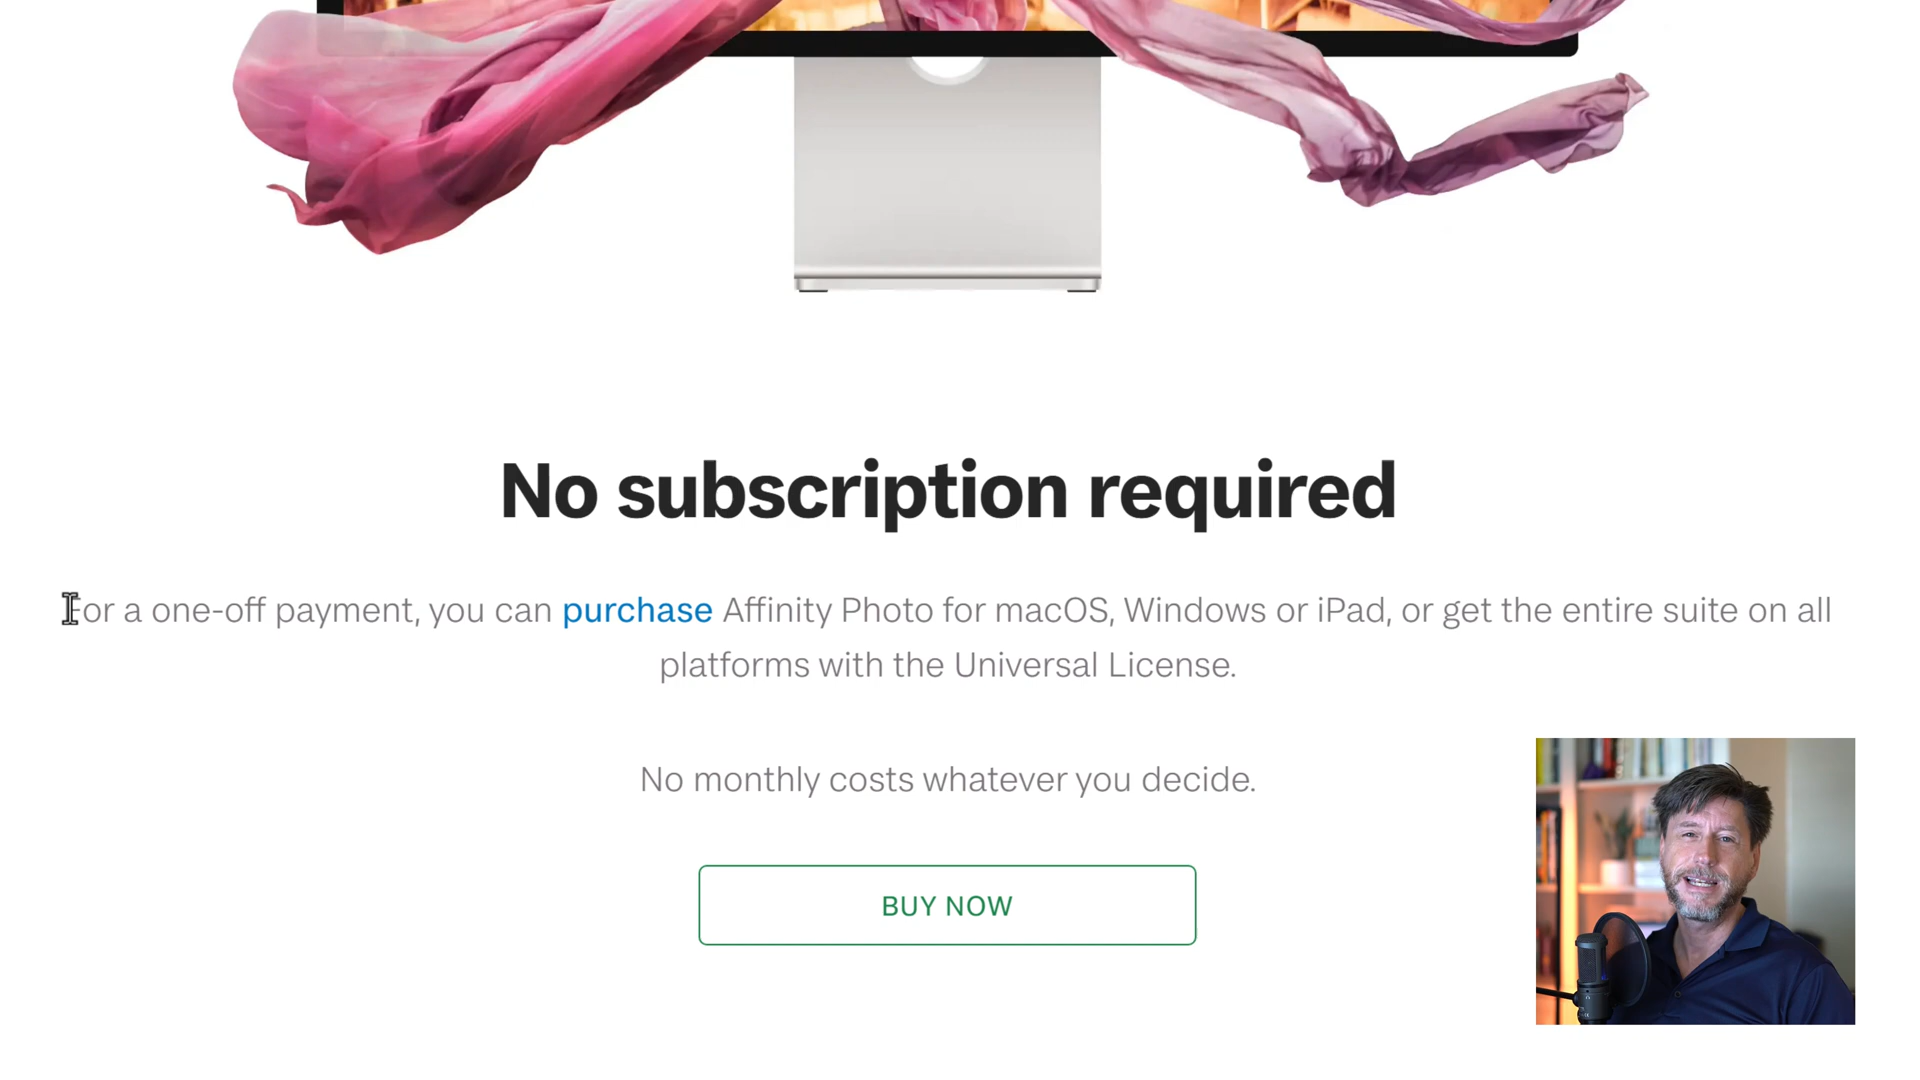 No subscription required
For a one-off payment, you can purchase Affinity Photo for macOS, Windows or iPad, or get the entire suite on all
platforms with the Universal License.
No monthly costs whatever you decide.
BUY NOW